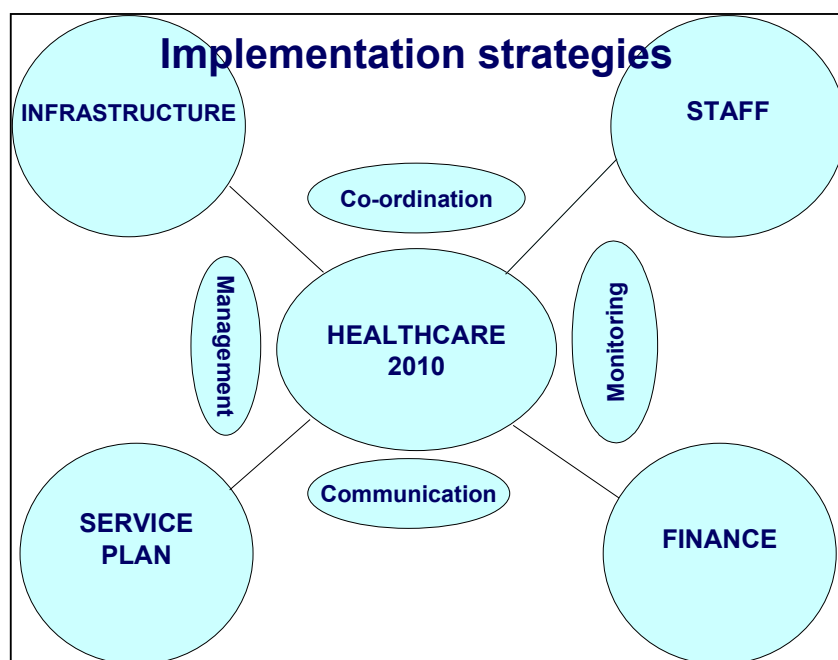 Implementation strategies
INFRASTRUCTURE
STAFF
Co-ordination
Management
HEALTHCARE
2010
Monitoring
Communication
SERVICE
PLAN
FINANCE